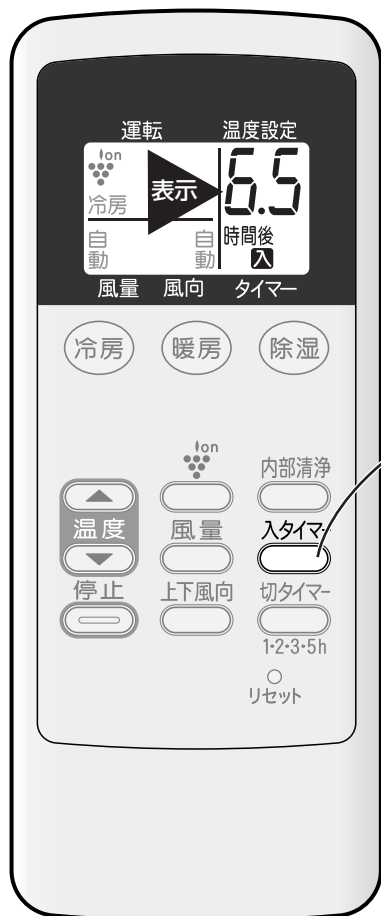 運転 温度設定
ion
冷房 表示 6.5
自動 自動 時間後
入
風量 風向 タイマー
冷房 暖房 除湿
ion
内部清浄
温度 風量 入タイマー
停止 上下風向 切タイマー
1・2・3・5h
リセット